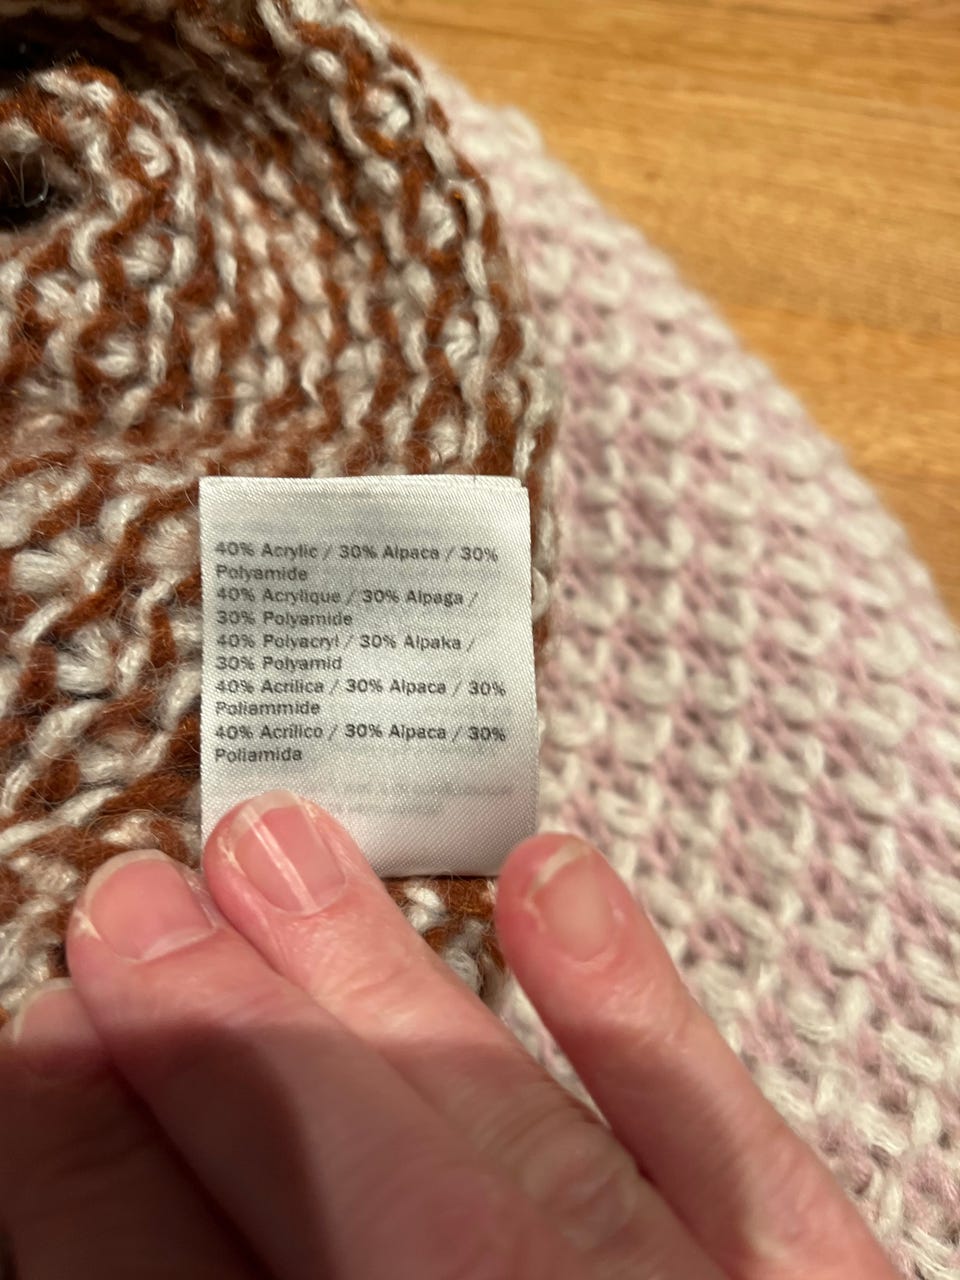 40% Acrylic / 30% Alpaca / 30%
Polyamide
40% Acrylique / 30% Alpaga /
30% Polyamide
40% Polyacryl / 30% Alpaka /
30% Polyamid
40% Acrilica / 30% Alpaca / 30%
Poliammide
40% Acrilico / 30% Alpaca / 30%
Poliamida